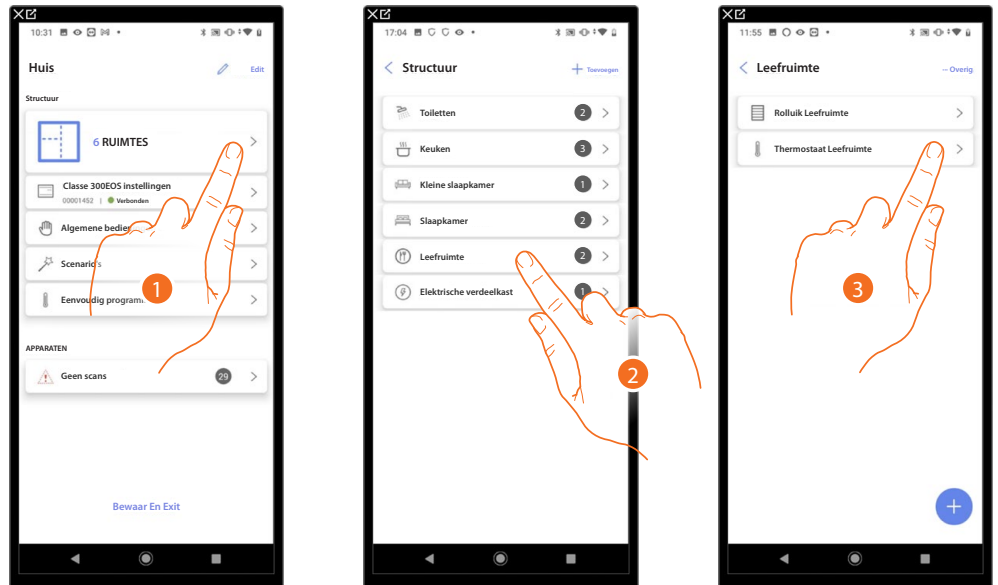 10:31
Huis
Edit
Structuur
6 RUIMTES
Classe 300EOS instellingen
00001452 | Verbonden
Algemene bedien
Scenario's
Eenvoudig program
APPARATEN
Geen scans 29
Bewaar En Exit
1
17:04
Structuur
+ Toevoegen
Toiletten 2
Keuken 3
Kleine slaapkamer 1
Slaapkamer 2
Leefruimte 2
Elektrische verdeelkast 1
2
11:55
Leefruimte
-- Overig
Rolluik Leefruimte
Thermostaat Leefruimte
3
+